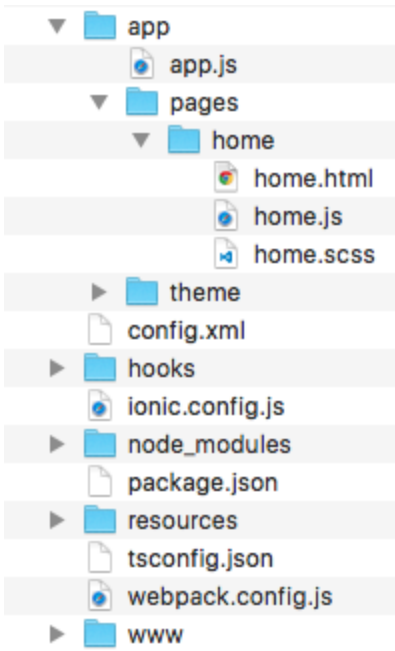 app
app.js
pages
home
home.html
home.js
home.scss
theme
config.xml
hooks
ionic.config.js
node_modules
package.json
resources
tsconfig.json
webpack.config.js
www